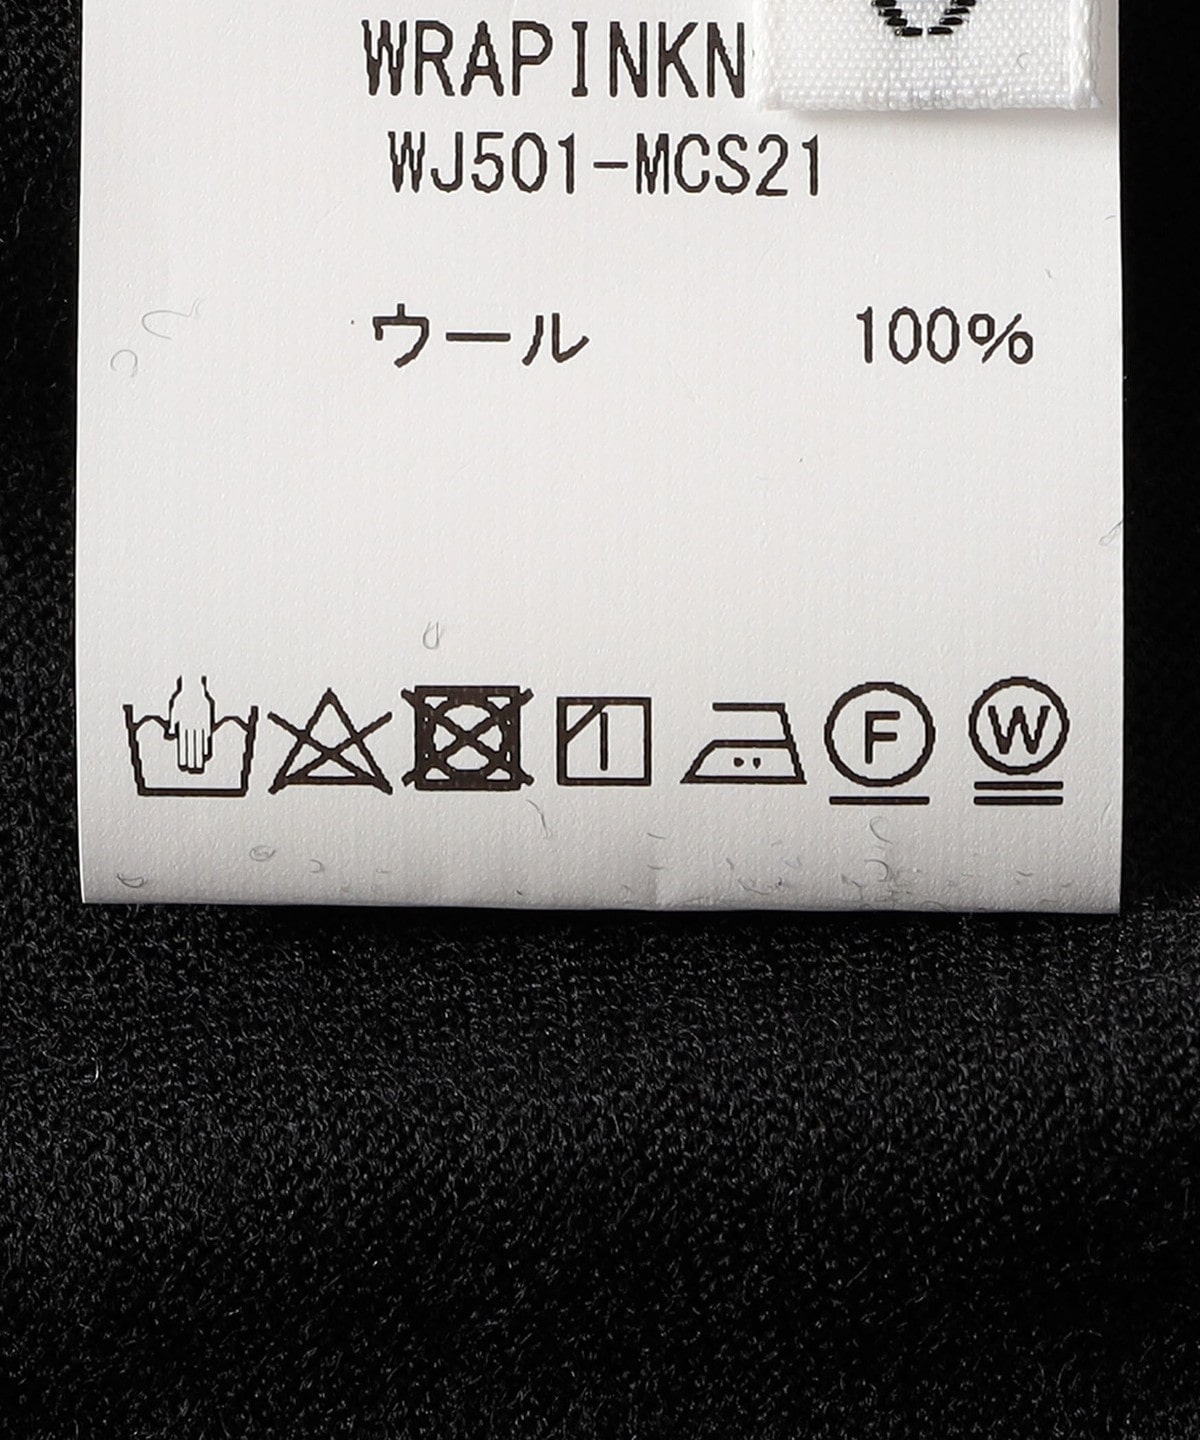 WRAPINKN
WJ501-MCS21
ウール 100%
F W